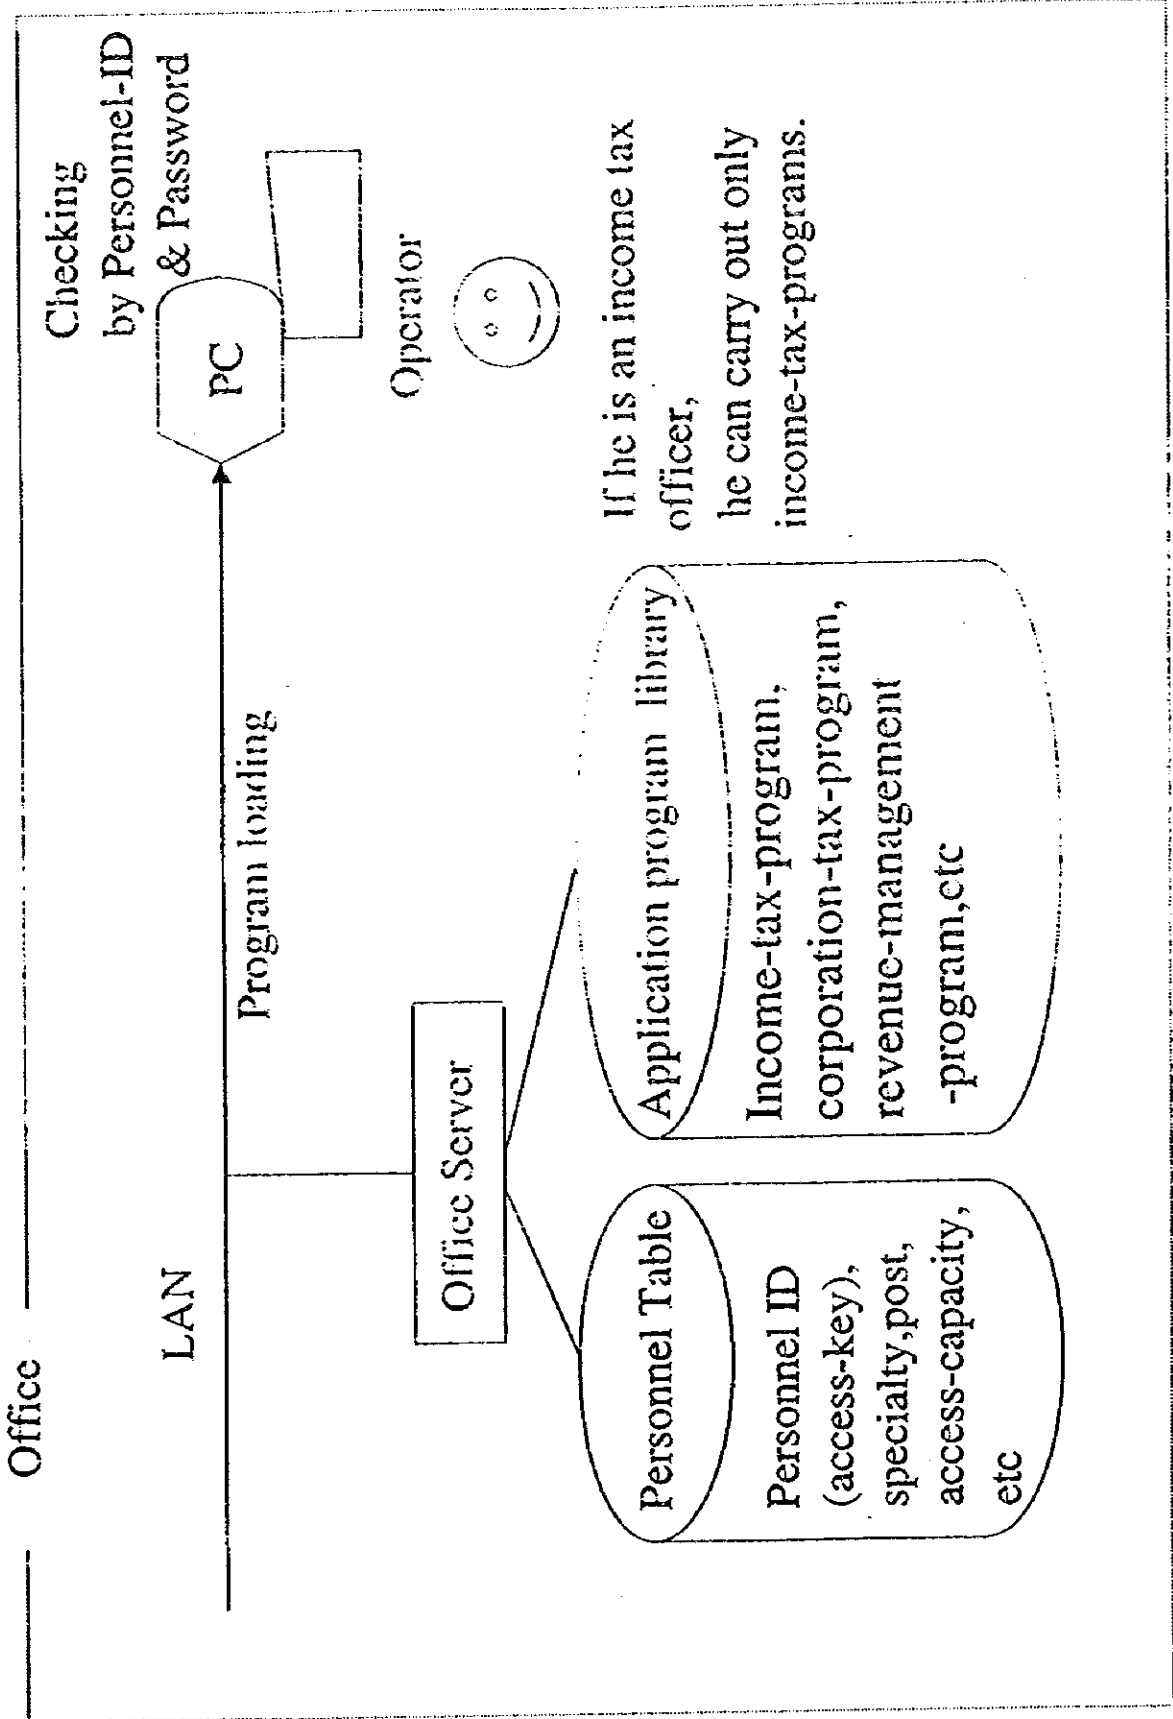 Office
LAN
Program loading
Checking
by Personnel-ID
& Password
PC
Operator
Office Server
If he is an income tax
officer,
he can carry out only
income-tax-programs.
Personnel Table
Personnel ID
(access-key),
specialty,post,
access-capacity,
etc
Application program library
Income-tax-program,
corporation-tax-program,
revenue-management
-program,etc